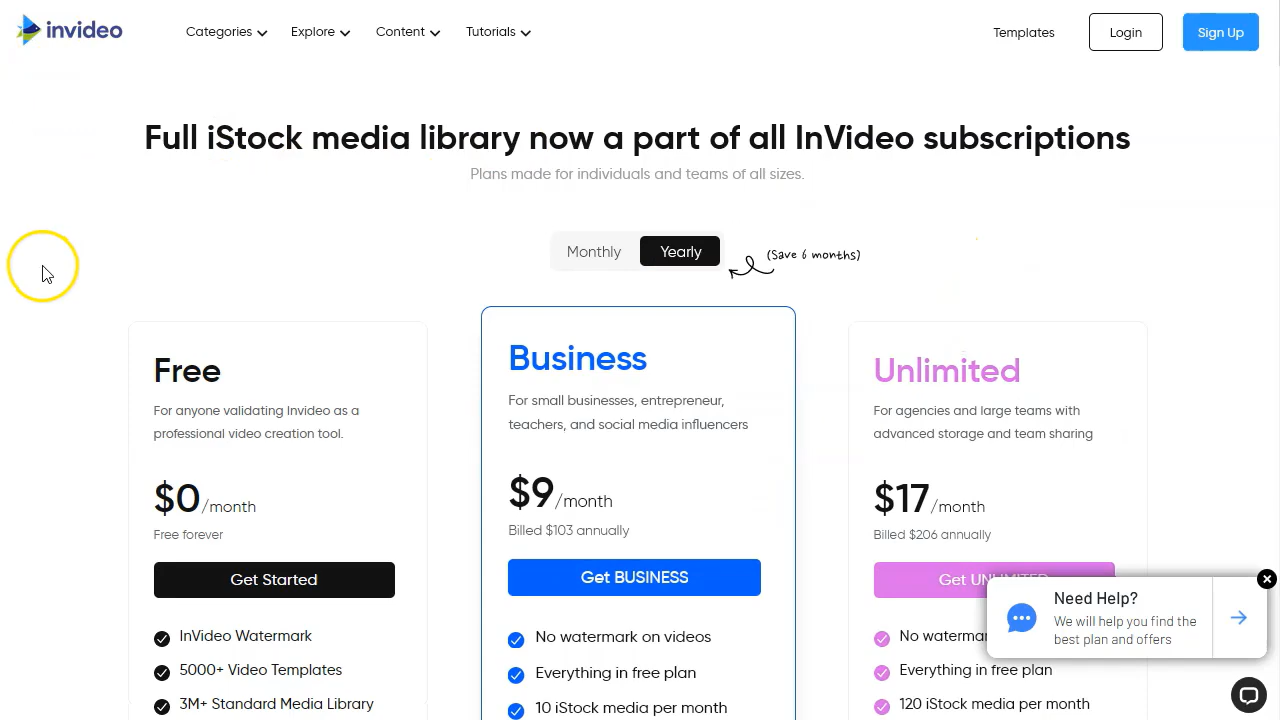 invideo
Categories Explore Content Tutorials
Templates Login Sign Up
Full iStock media library now a part of all InVideo subscriptions
Plans made for individuals and teams of all sizes.
Monthly Yearly (Save 6 months)
Free
For anyone validating Invideo as a
professional video creation tool.
$0/month
Free forever
Get Started
InVideo Watermark
5000+ Video Templates
3M+ Standard Media Library
Business
For small businesses, entrepreneur,
teachers, and social media influencers
$9/month
Billed $103 annually
Get BUSINESS
No watermark on videos
Everything in free plan
10 iStock media per month
Unlimited
For agencies and large teams with
advanced storage and team sharing
$17/month
Billed $206 annually
Get UNLIMITED
No watermar
Everything in free plan
120 iStock media per month
Need Help?
We will help you find the
best plan and offers